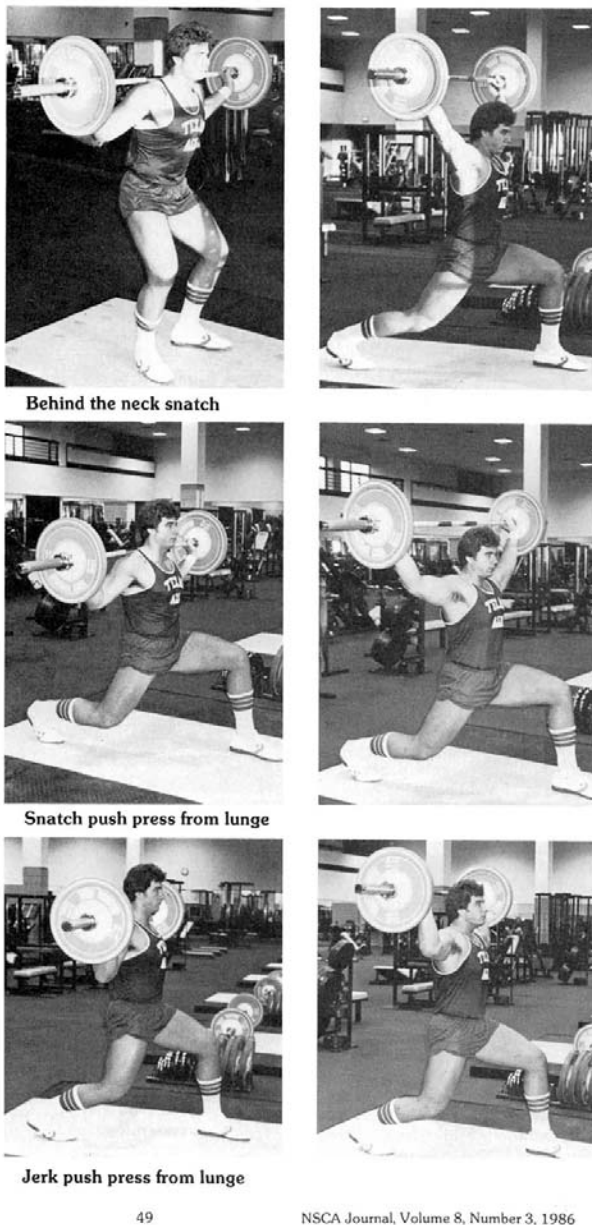 Behind the neck snatch
Snatch push press from lunge
Jerk push press from lunge
49 NSCA Journal, Volume 8, Number 3, 1986